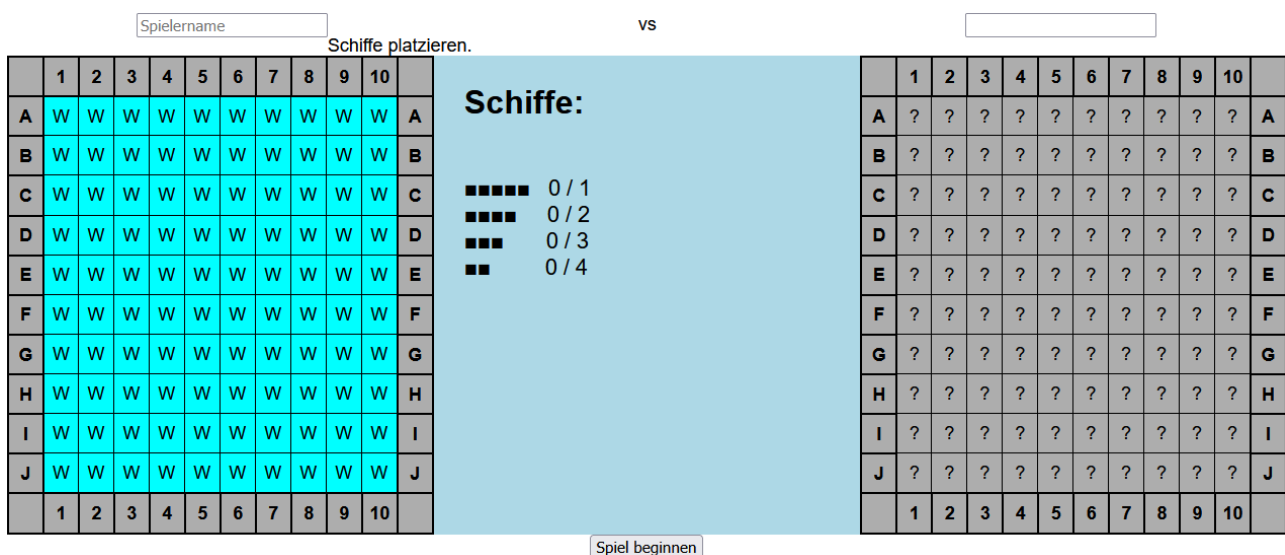 Spielername vs
Schiffe platzieren.
1 2 3 4 5 6 7 8 9 10 1 2 3 4 5 6 7 8 9 10
A W W W W W W W W W W A Schiffe: A ? ? ? ? ? ? ? ? ? ? A
B W W W W W W W W W W B B ? ? ? ? ? ? ? ? ? ? B
C W W W W W W W W W W C ■■■■■ 0 / 1 C ? ? ? ? ? ? ? ? ? ? C
D W W W W W W W W W W D ■■■■ 0 / 2 D ? ? ? ? ? ? ? ? ? ? D
■■■ 0 / 3
E W W W W W W W W W W E ■■ 0 / 4 E ? ? ? ? ? ? ? ? ? ? E
F W W W W W W W W W W F F ? ? ? ? ? ? ? ? ? ? F
G W W W W W W W W W W G G ? ? ? ? ? ? ? ? ? ? G
H W W W W W W W W W W H H ? ? ? ? ? ? ? ? ? ? H
I W W W W W W W W W W I I ? ? ? ? ? ? ? ? ? ? I
J W W W W W W W W W W J J ? ? ? ? ? ? ? ? ? ? J
1 2 3 4 5 6 7 8 9 10 1 2 3 4 5 6 7 8 9 10
Spiel beginnen